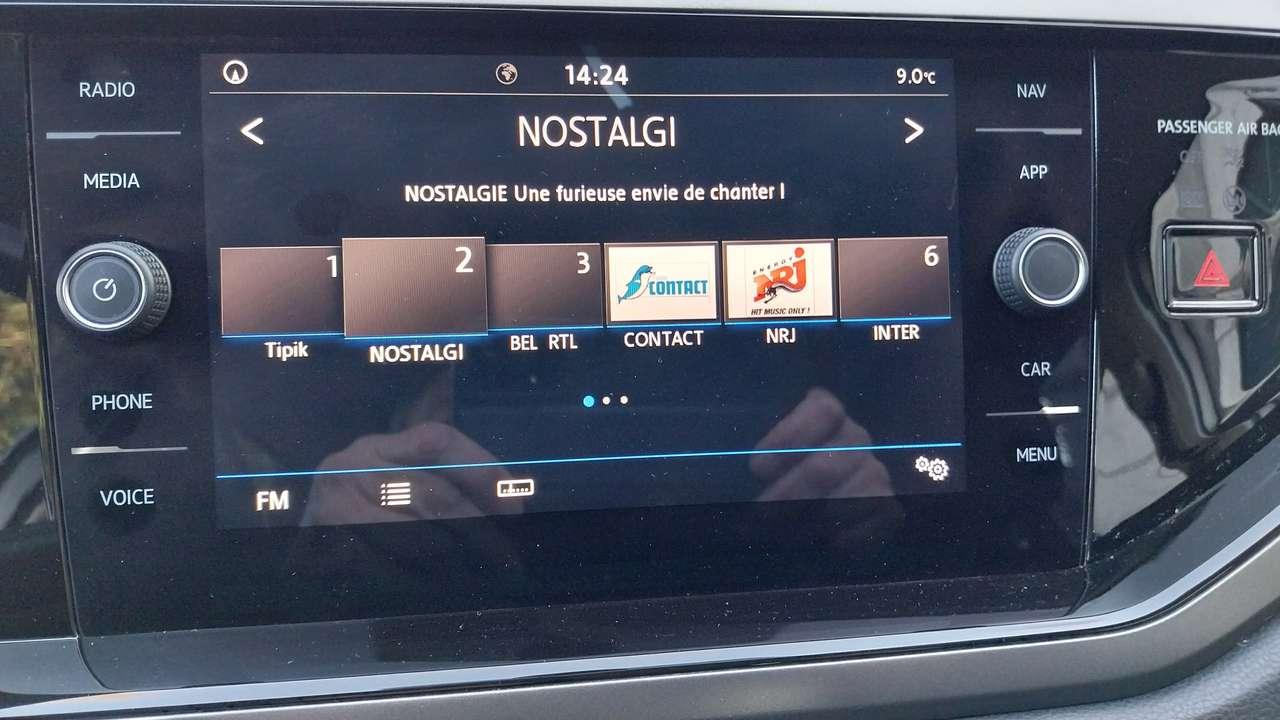 RADIO
MEDIA
PHONE
VOICE
14:24
9.0°C
< NOSTALGI >
NOSTALGIE Une furieuse envie de chanter !
1
2
3
CONTACT
ENERGY
NRJ
HIT MUSIC ONLY !
6
Tipik
NOSTALGI
BEL RTL
CONTACT
NRJ
INTER
FM
NAV
APP
CAR
MENU
PASSENGER AIR BAG